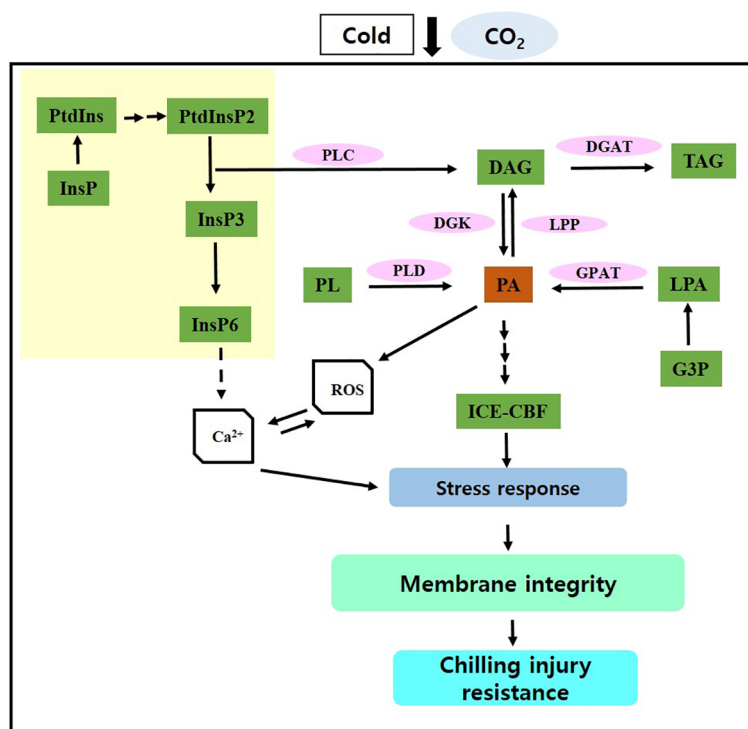 Cold
CO2
PtdIns
PtdInsP2
PLC
DAG
DGAT
TAG
InsP
InsP3
DGK
LPP
PL
PLD
PA
GPAT
LPA
InsP6
G3P
ROS
ICE-CBF
Ca2+
Stress response
Membrane integrity
Chilling injury
resistance